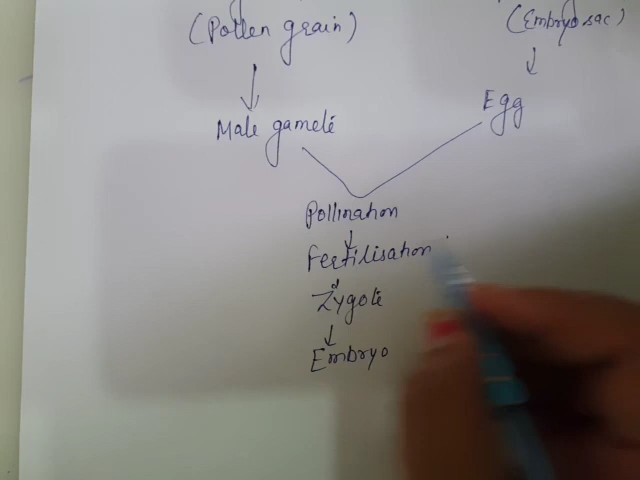 (Pollen grain)
(Embryo sac)
Male gamete
Egg
Pollination
Fertilisation
Zygote
Embryo